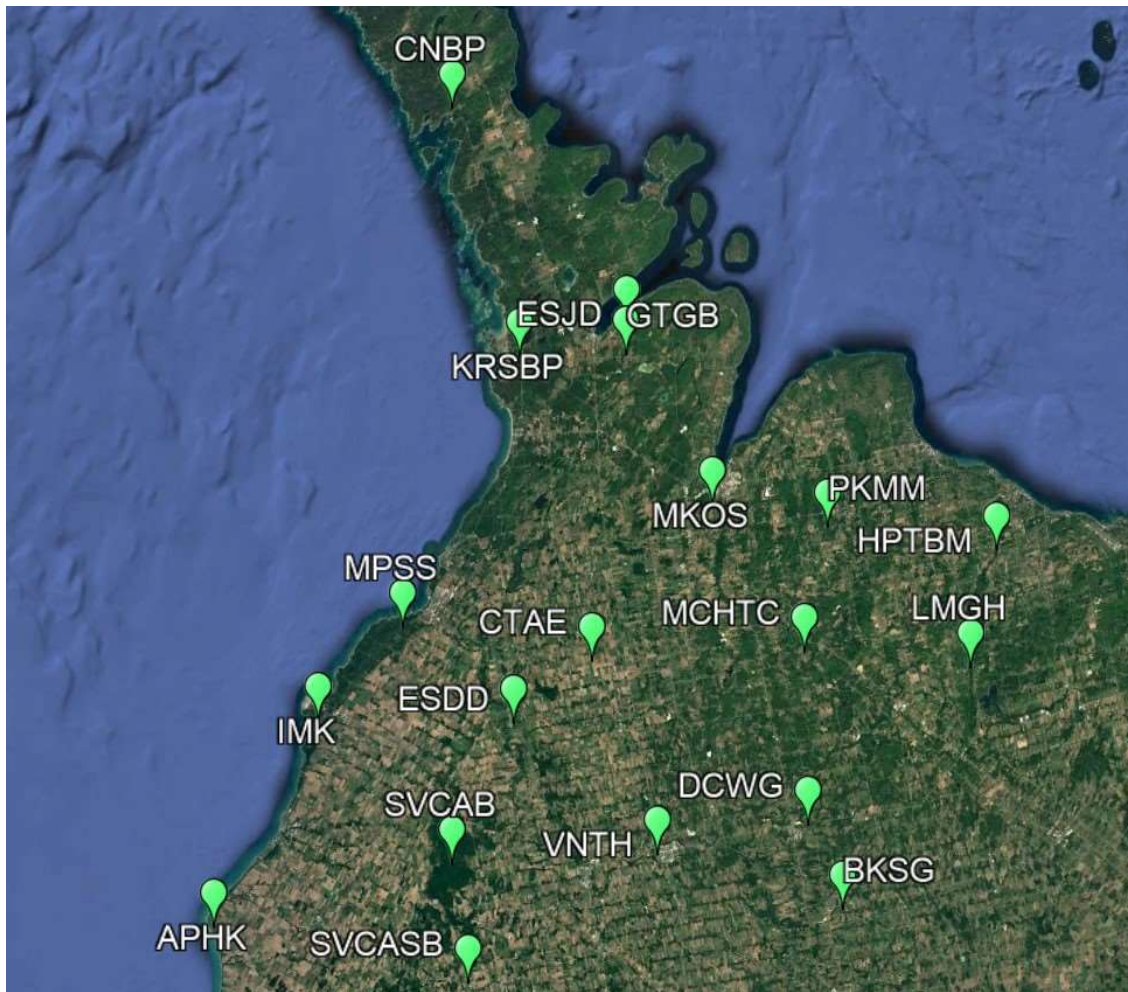 CNBP
ESJD
GTGB
KRSBP
PKMM
MKOS
HPTBM
MPSS
LMGH
MCHTC
CTAE
ESDD
IMK
DCWG
SVCAB
VNTH
BKSG
APHK
SVCASB